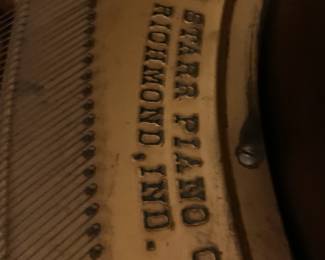 STARR PIANO C
RICHMOND, IND.